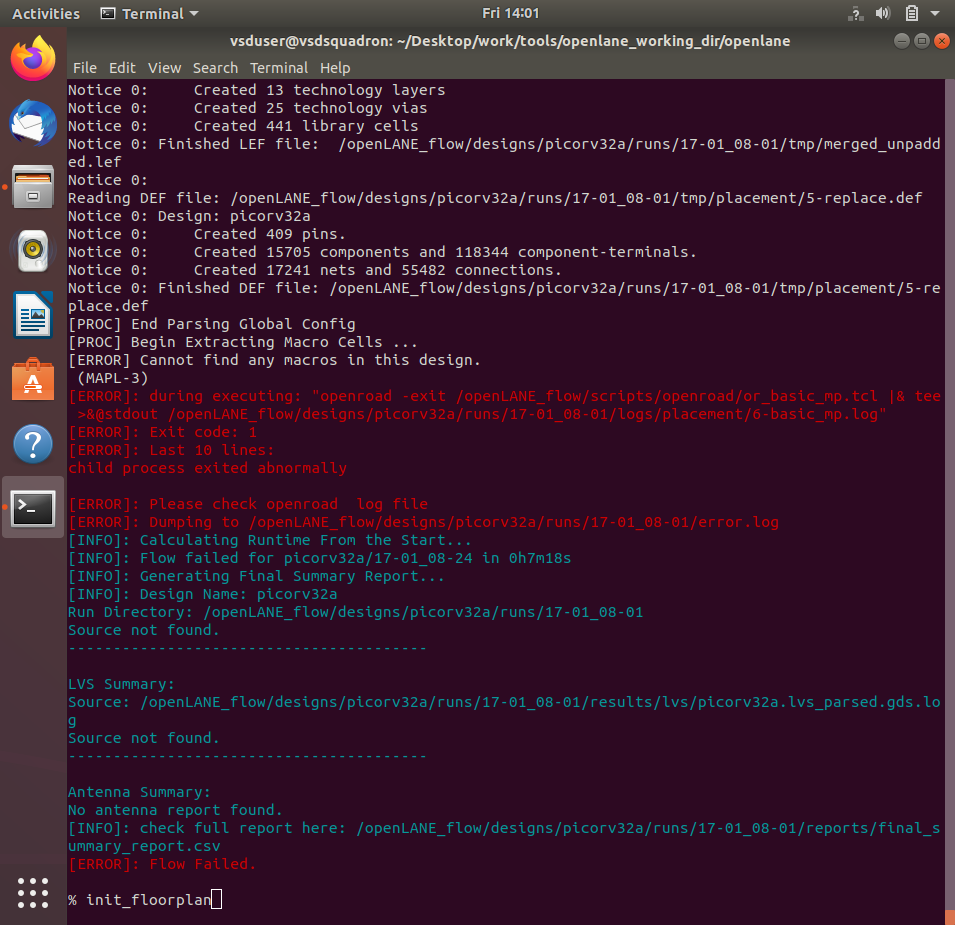 Activities Terminal Fri 14:01
vsduser@vsdsquadron: ~/Desktop/work/tools/openlane_working_dir/openlane
File Edit View Search Terminal Help
Notice 0:     Created 13 technology layers
Notice 0:     Created 25 technology vias
Notice 0:     Created 441 library cells
Notice 0: Finished LEF file:  /openLANE_flow/designs/picorv32a/runs/17-01_08-01/tmp/merged_unpadd
ed.lef
Notice 0:
Reading DEF file: /openLANE_flow/designs/picorv32a/runs/17-01_08-01/tmp/placement/5-replace.def
Notice 0: Design: picorv32a
Notice 0:     Created 409 pins.
Notice 0:     Created 15705 components and 118344 component-terminals.
Notice 0:     Created 17241 nets and 55482 connections.
Notice 0: Finished DEF file: /openLANE_flow/designs/picorv32a/runs/17-01_08-01/tmp/placement/5-re
place.def
[PROC] End Parsing Global Config
[PROC] Begin Extracting Macro Cells ...
[ERROR] Cannot find any macros in this design.
 (MAPL-3)
[ERROR]: during executing: "openroad -exit /openLANE_flow/scripts/openroad/or_basic_mp.tcl |& tee
 >&@stdout /openLANE_flow/designs/picorv32a/runs/17-01_08-01/logs/placement/6-basic_mp.log"
[ERROR]: Exit code: 1
[ERROR]: Last 10 lines:
child process exited abnormally
[ERROR]: Please check openroad  log file
[ERROR]: Dumping to /openLANE_flow/designs/picorv32a/runs/17-01_08-01/error.log
[INFO]: Calculating Runtime From the Start...
[INFO]: Flow failed for picorv32a/17-01_08-24 in 0h7m18s
[INFO]: Generating Final Summary Report...
[INFO]: Design Name: picorv32a
Run Directory: /openLANE_flow/designs/picorv32a/runs/17-01_08-01
Source not found.
----------------------------------------
LVS Summary:
Source: /openLANE_flow/designs/picorv32a/runs/17-01_08-01/results/lvs/picorv32a.lvs_parsed.gds.lo
g
Source not found.
----------------------------------------
Antenna Summary:
No antenna report found.
[INFO]: check full report here: /openLANE_flow/designs/picorv32a/runs/17-01_08-01/reports/final_s
ummary_report.csv
[ERROR]: Flow Failed.
% init_floorplan